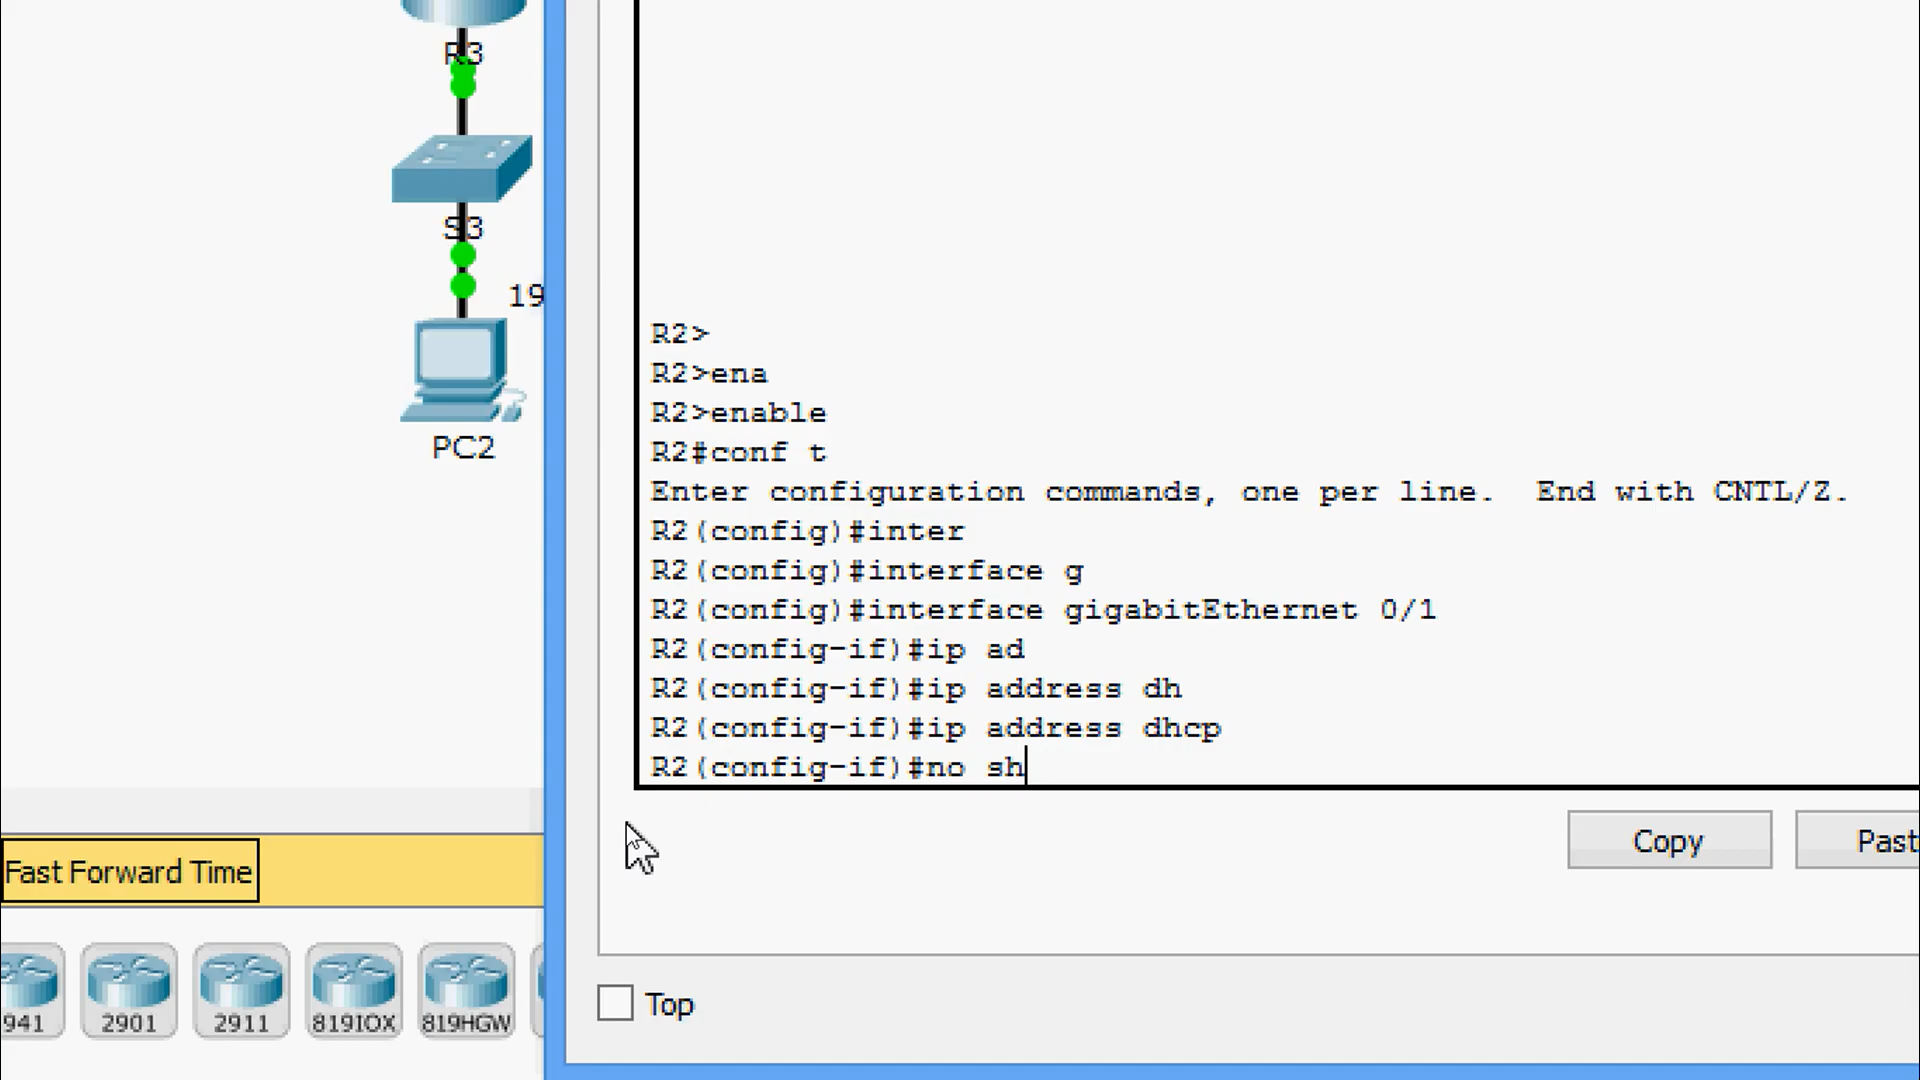 R3
S3
19
PC2
R2>
R2>ena
R2>enable
R2#conf t
Enter configuration commands, one per line.  End with CNTL/Z.
R2(config)#inter
R2(config)#interface g
R2(config)#interface gigabitEthernet 0/1
R2(config-if)#ip ad
R2(config-if)#ip address dh
R2(config-if)#ip address dhcp
R2(config-if)#no sh
Copy
Past
Fast Forward Time
941
2901
2911
819IOX
819HGW
Top